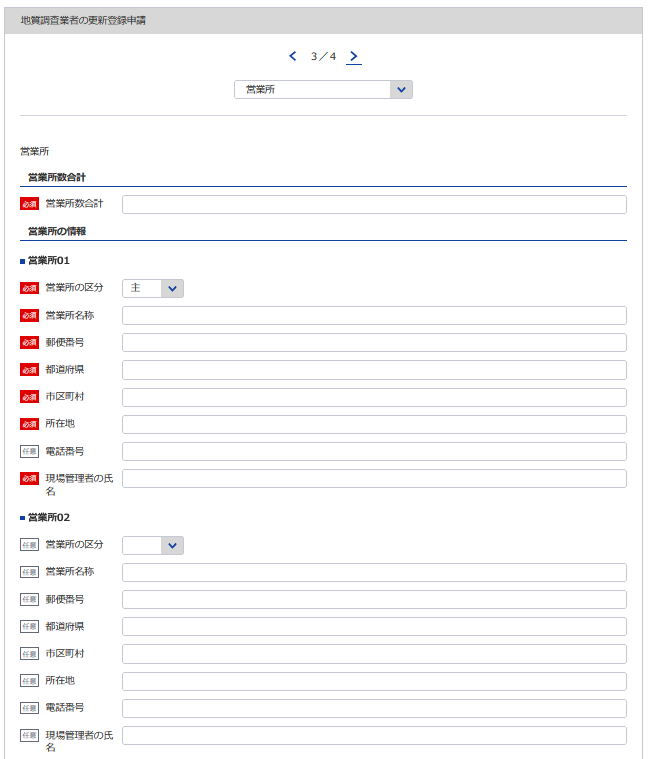 地質調査業者の更新登録申請
3／4
営業所
営業所
営業所数合計
必須 営業所数合計
営業所の情報
営業所01
必須 営業所の区分 主
必須 営業所名称
必須 郵便番号
必須 都道府県
必須 市区町村
必須 所在地
任意 電話番号
必須 現場管理者の氏
名
営業所02
任意 営業所の区分
任意 営業所名称
任意 郵便番号
任意 都道府県
任意 市区町村
任意 所在地
任意 電話番号
任意 現場管理者の氏
名